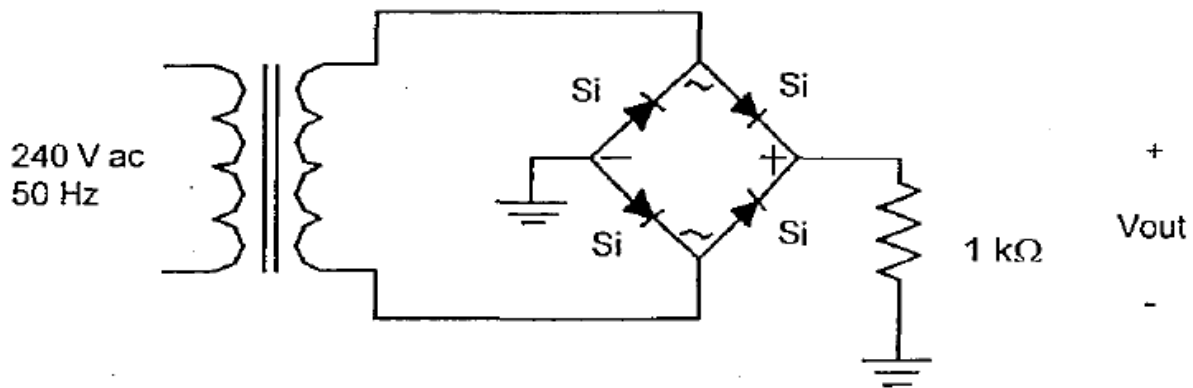 Si
~
Si
240 V ac
50 Hz
−
+
+
Vout
-
Si
~
Si
1 kΩ